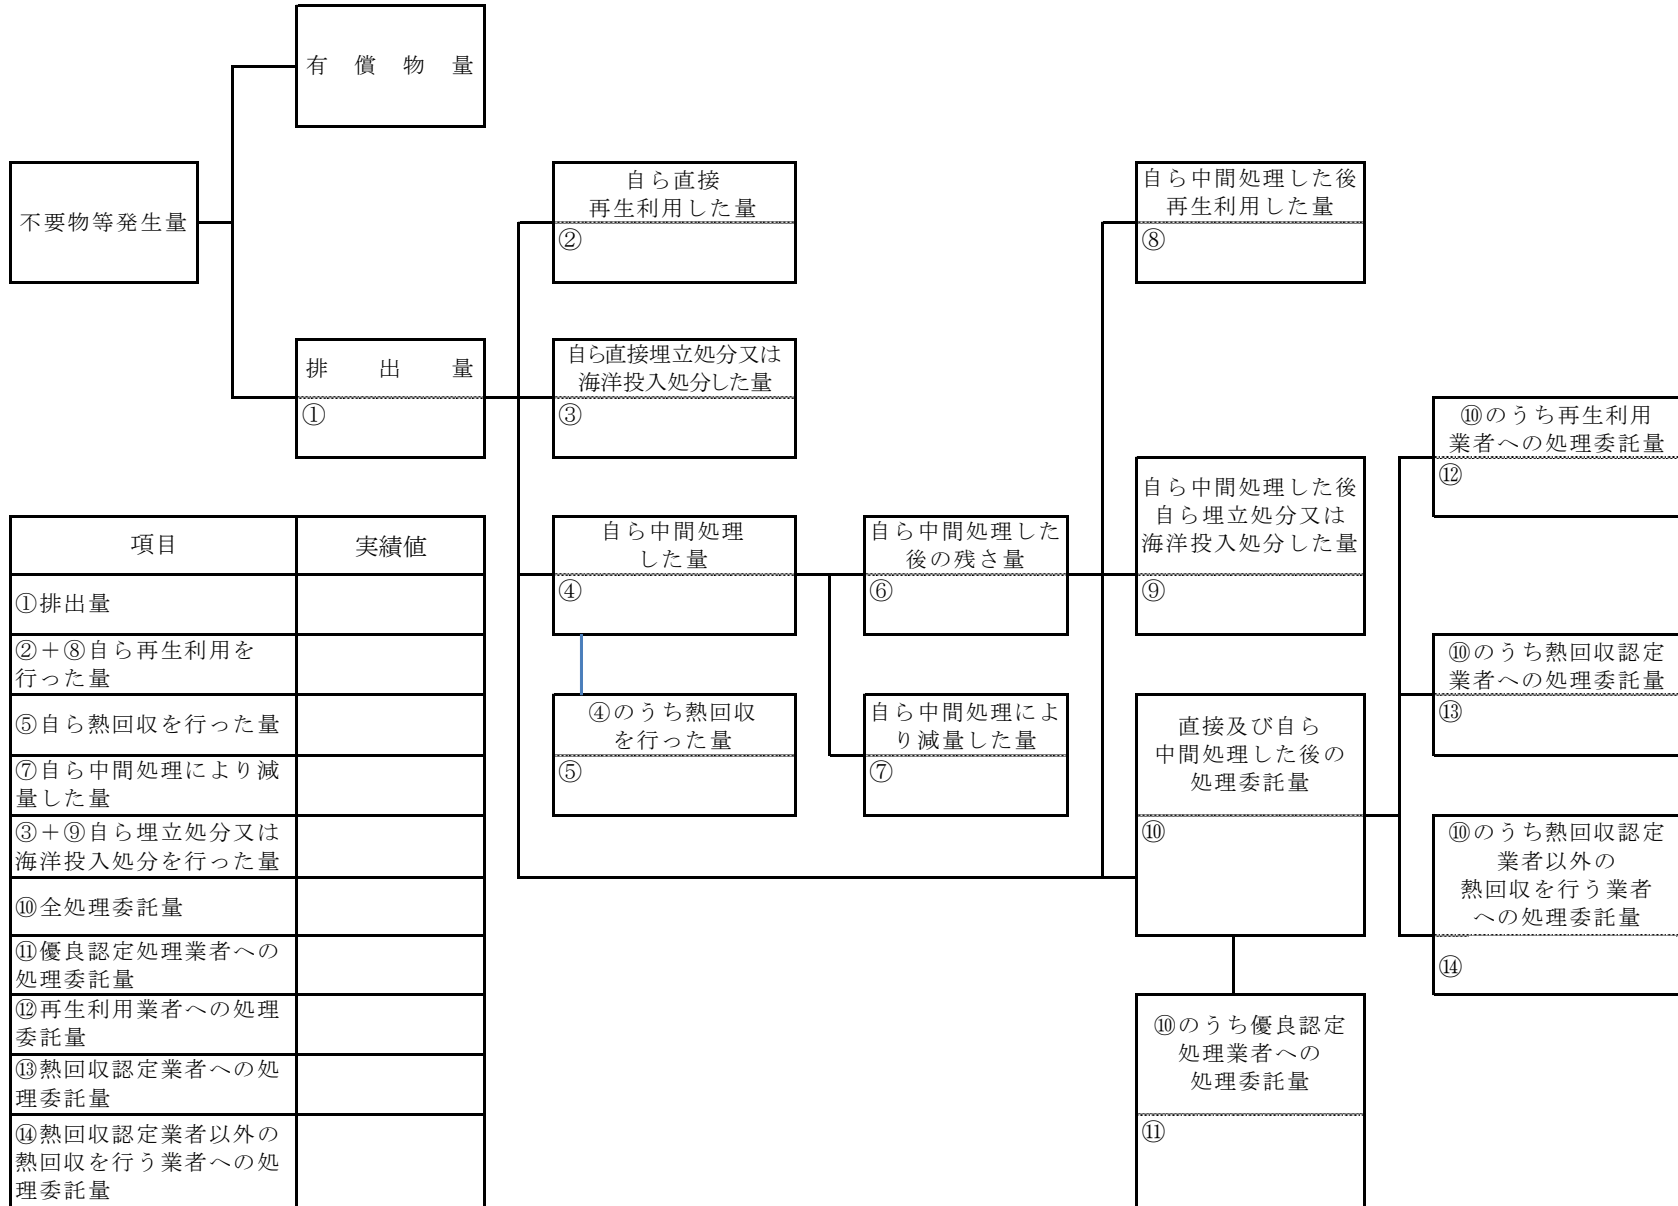 有償物量
不要物等発生量
自ら直接
再生利用した量
②
自ら中間処理した後
再生利用した量
⑧
排出量
①
自ら直接埋立処分又は
海洋投入処分した量
③
⑩のうち再生利用
業者への処理委託量
⑫
自ら中間処理した後
自ら埋立処分又は
海洋投入処分した量
⑨
自ら中間処理
した量
④
自ら中間処理した
後の残さ量
⑥
④のうち熱回収
を行った量
⑤
自ら中間処理によ
り減量した量
⑦
直接及び自ら
中間処理した後の
処理委託量
⑩
⑩のうち熱回収認定
業者への処理委託量
⑬
⑩のうち熱回収認定
業者以外の
熱回収を行う業者
への処理委託量
⑭
⑩のうち優良認定
処理業者への
処理委託量
⑪
項目 実績値
①排出量
②＋⑧自ら再生利用を
行った量
⑤自ら熱回収を行った量
⑦自ら中間処理により減
量した量
③＋⑨自ら埋立処分又は
海洋投入処分を行った量
⑩全処理委託量
⑪優良認定処理業者への
処理委託量
⑫再生利用業者への処理
委託量
⑬熱回収認定業者への処
理委託量
⑭熱回収認定業者以外の
熱回収を行う業者への処
理委託量